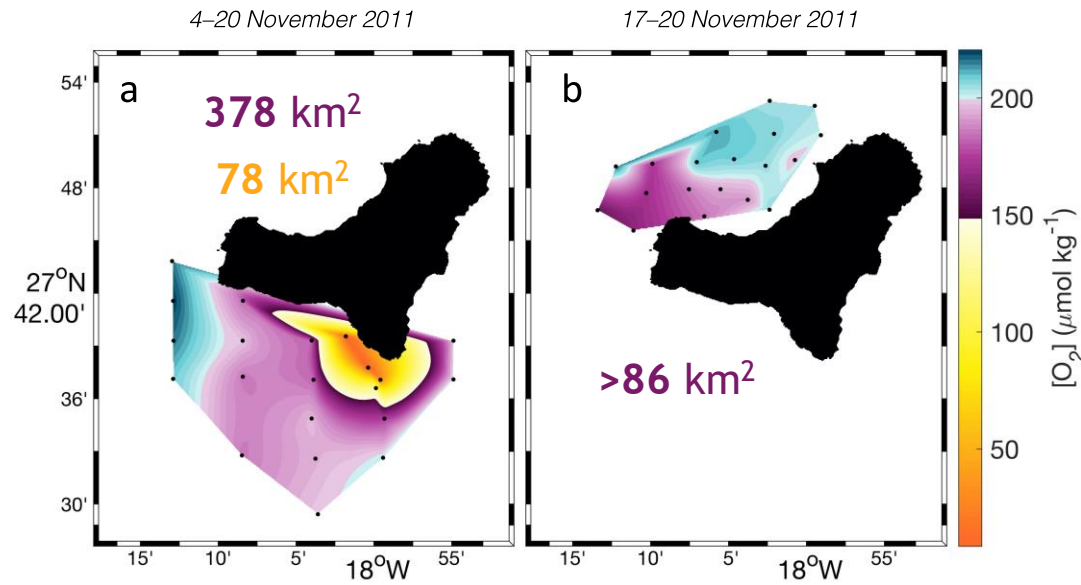 4–20 November 2011
17–20 November 2011
a
378 km²
78 km²
b
>86 km²
54'
48'
27°N
42.00'
36'
30'
15'
10'
5'
18°W
55'
15'
10'
5'
18°W
55'
200
150
100
50
[O₂] (μmol kg⁻¹)